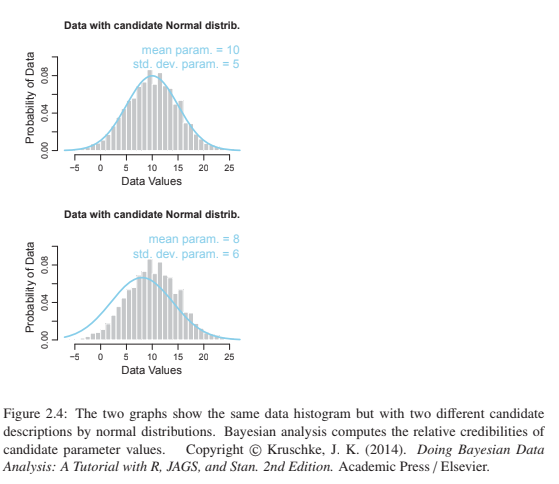 Data with candidate Normal distrib.
mean param. = 10
std. dev. param. = 5
Probability of Data
0.00 0.04 0.08
−5 0 5 10 15 20 25
Data Values
Data with candidate Normal distrib.
mean param. = 8
std. dev. param. = 6
Probability of Data
0.00 0.04 0.08
−5 0 5 10 15 20 25
Data Values
Figure 2.4: The two graphs show the same data histogram but with two different candidate
descriptions by normal distributions. Bayesian analysis computes the relative credibilities of
candidate parameter values. Copyright © Kruschke, J. K. (2014). Doing Bayesian Data
Analysis: A Tutorial with R, JAGS, and Stan. 2nd Edition. Academic Press / Elsevier.